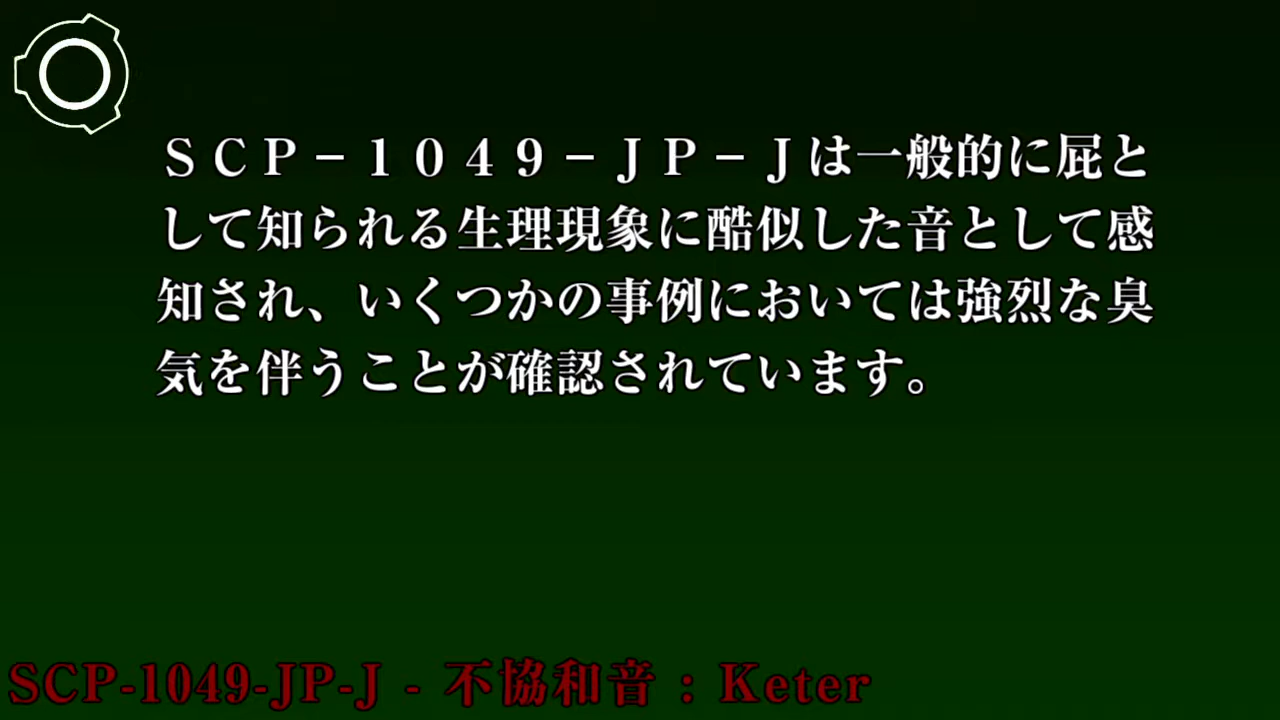 SCP-1049-JP-Jは一般的に屁と
して知られる生理現象に酷似した音として感
知され、いくつかの事例においては強烈な臭
気を伴うことが確認されています。
SCP-1049-JP-J - 不協和音 : Keter